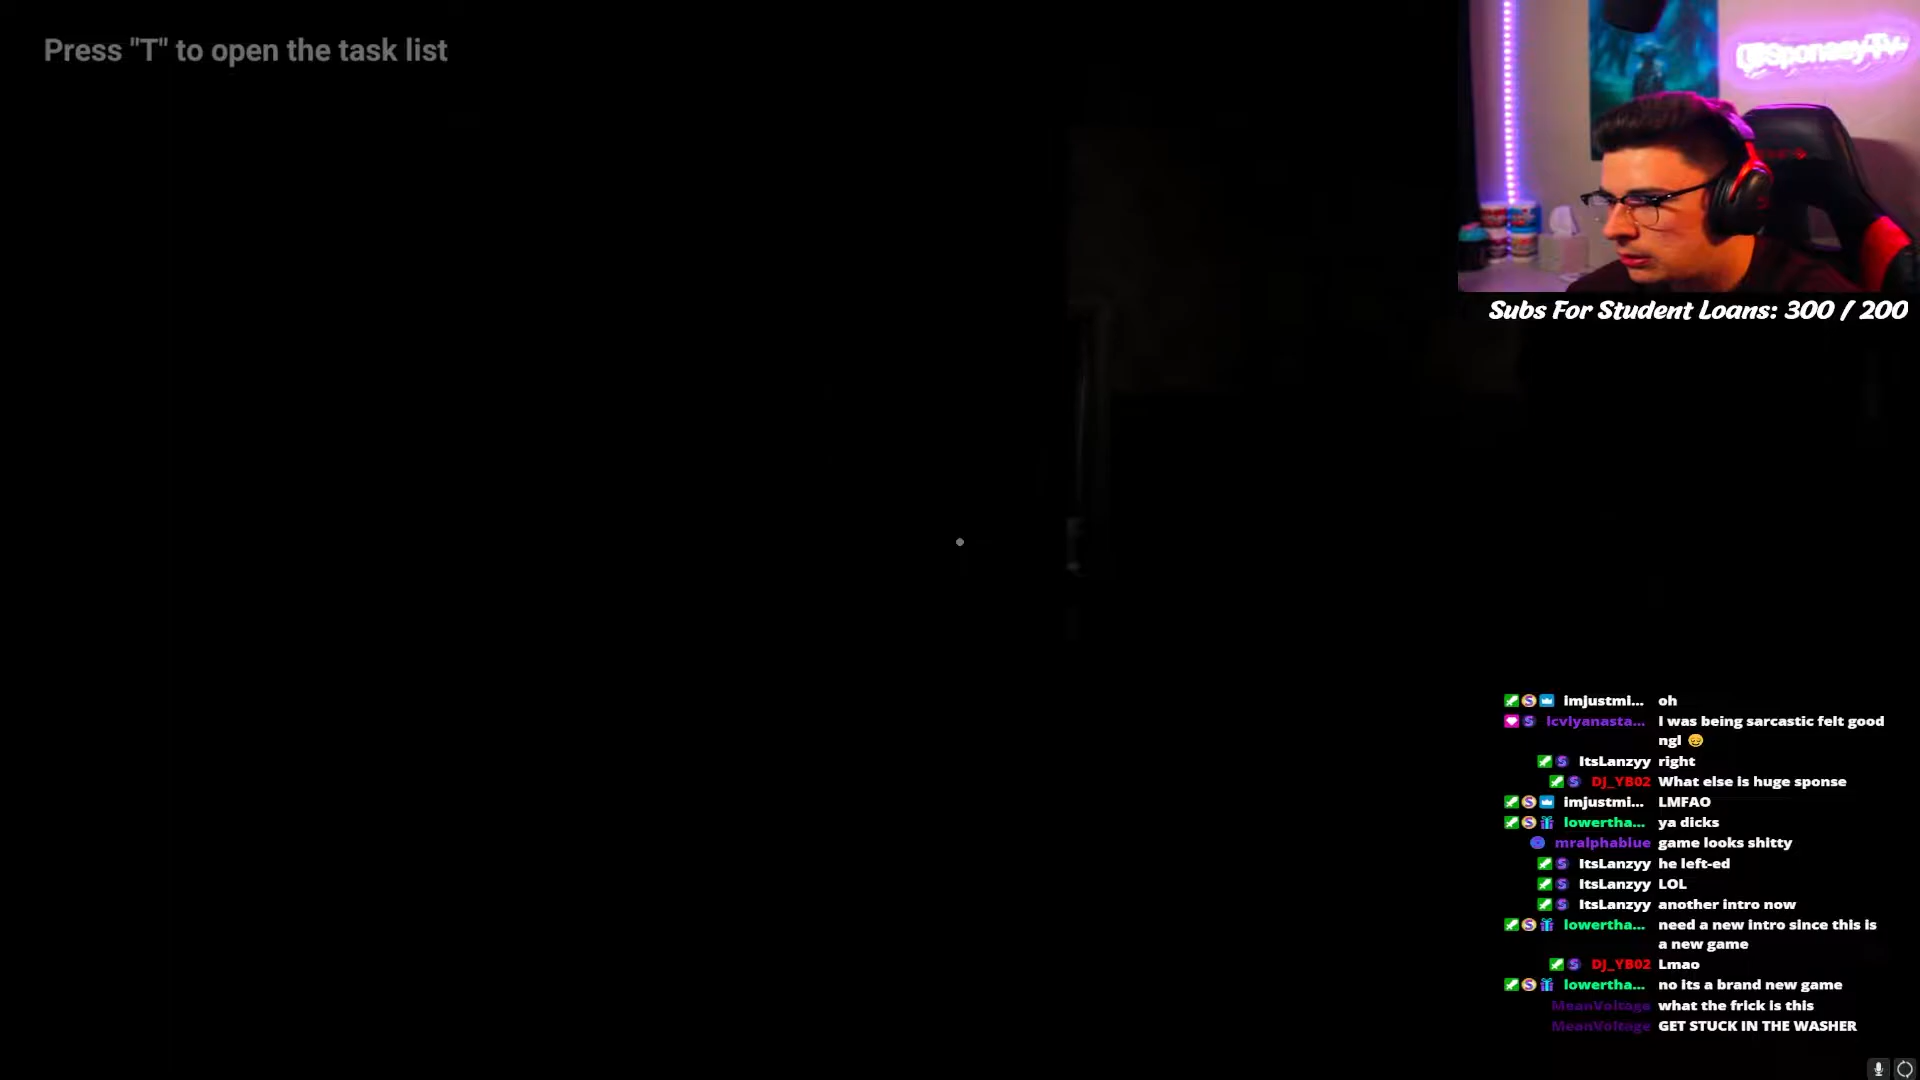 Press "T" to open the task list
@SponseyTv
Subs For Student Loans: 300 / 200
imjustmi... oh
lcvlyanasta... I was being sarcastic felt good
ngl 😌
ItsLanzyy right
DJ_YB02 What else is huge sponse
imjustmi... LMFAO
lowertha... ya dicks
mralphablue game looks shitty
ItsLanzyy he left-ed
ItsLanzyy LOL
ItsLanzyy another intro now
lowertha... need a new intro since this is
a new game
DJ_YB02 Lmao
lowertha... no its a brand new game
MeanVoltage what the frick is this
MeanVoltage GET STUCK IN THE WASHER